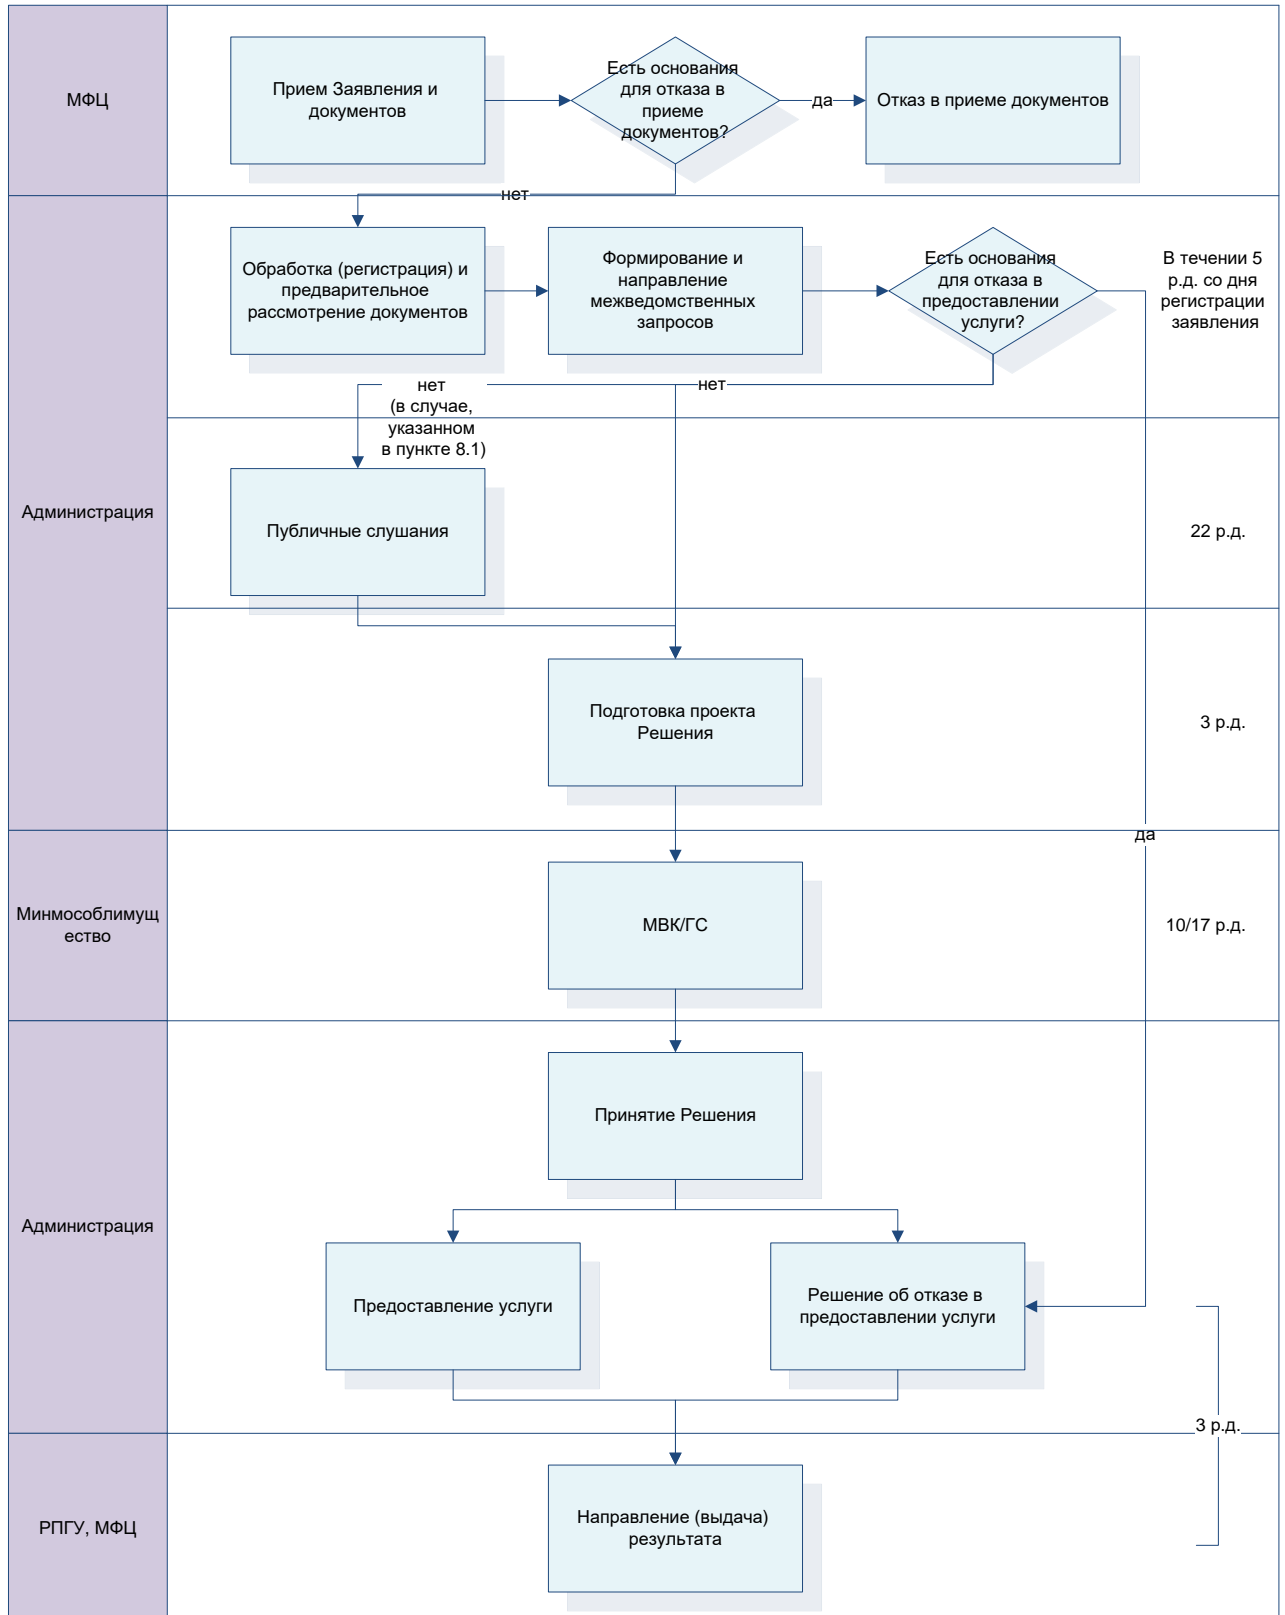 МФЦ
Прием Заявления и
документов
Есть основания
для отказа в
приеме
документов?
да
Отказ в приеме документов
нет
Администрация
Обработка (регистрация) и
предварительное
рассмотрение документов
Формирование и
направление
межведомственных
запросов
Есть основания
для отказа в
предоставлении
услуги?
В течении 5
р.д. со дня
регистрации
заявления
нет
(в случае,
указанном
в пункте 8.1)
нет
Публичные слушания
22 р.д.
Подготовка проекта
Решения
3 р.д.
да
Минмособлимущ
ество
МВК/ГС
10/17 р.д.
Администрация
Принятие Решения
Предоставление услуги
Решение об отказе в
предоставлении услуги
3 р.д.
РПГУ, МФЦ
Направление (выдача)
результата